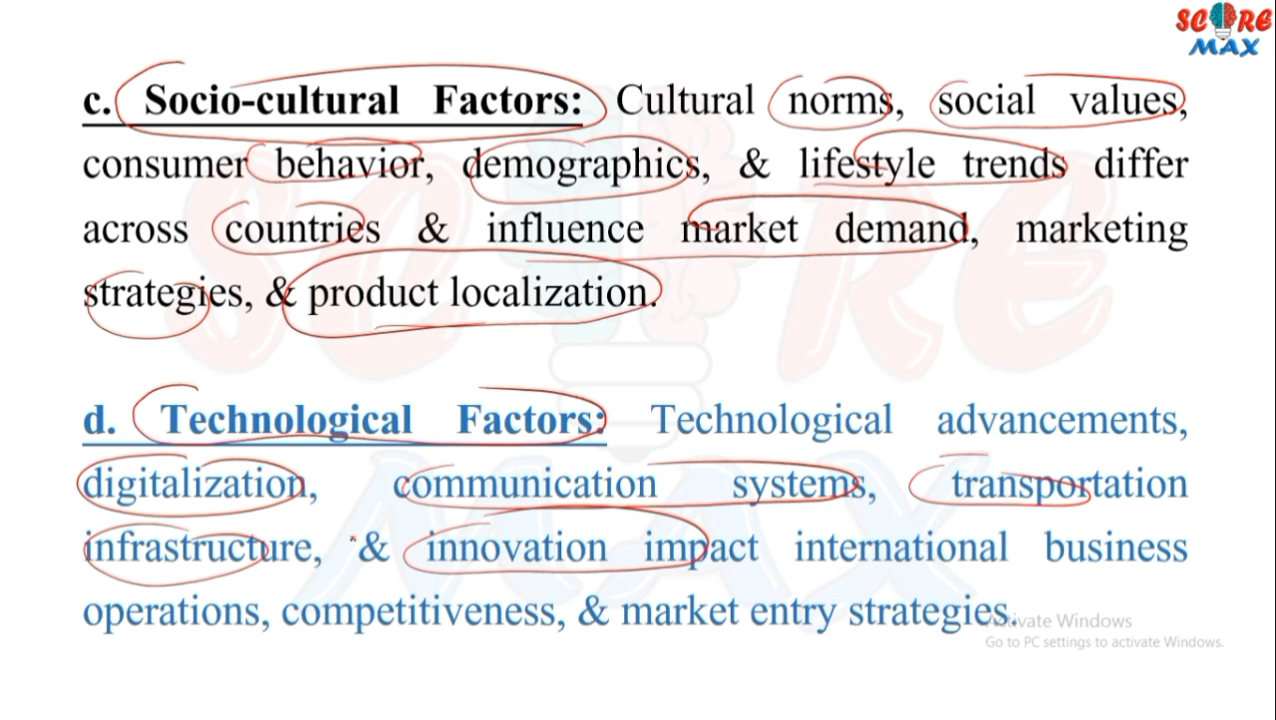 SCORE
MAX
c. Socio-cultural Factors: Cultural norms, social values,
consumer behavior, demographics, & lifestyle trends differ
across countries & influence market demand, marketing
strategies, & product localization.
d. Technological Factors: Technological advancements,
digitalization, communication systems, transportation
infrastructure, & innovation impact international business
operations, competitiveness, & market entry strategies.
Activate Windows
Go to PC settings to activate Windows.